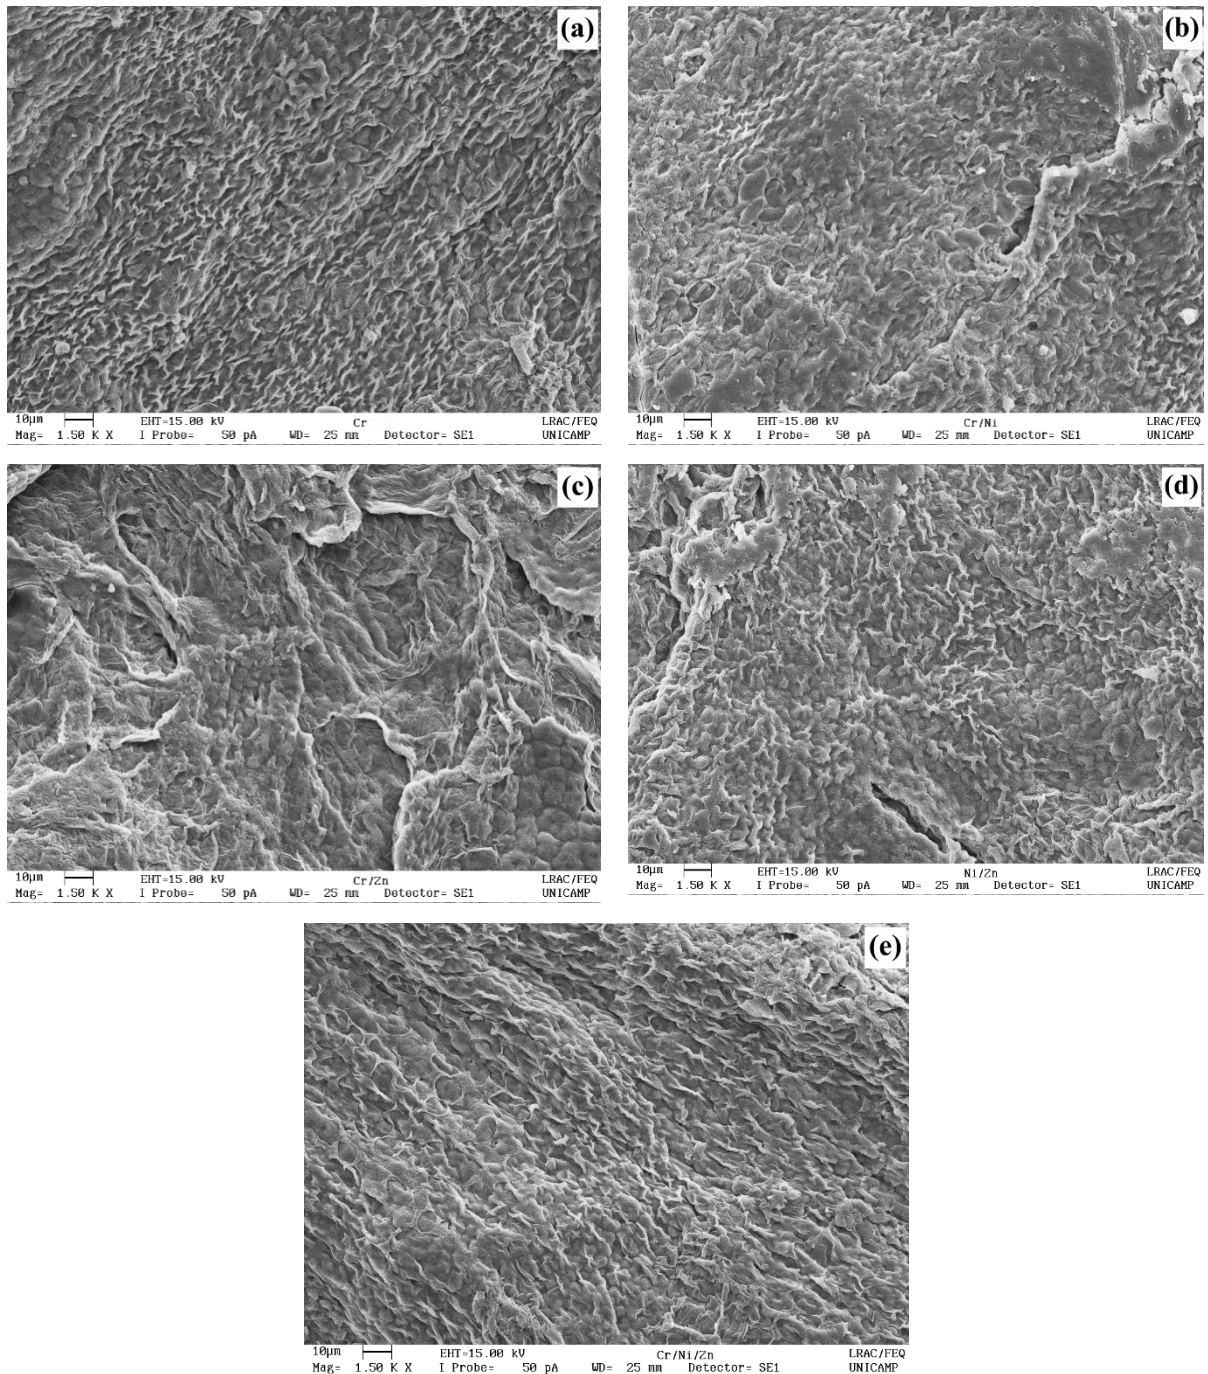 (a)
(b)
10µm EHT=15.00 kV Cr LRAC/FEQ
Mag= 1.50 K X I Probe= 50 pA WD= 25 mm Detector= SE1 UNICAMP
10µm EHT=15.00 kV Cr/Ni LRAC/FEQ
Mag= 1.50 K X I Probe= 50 pA WD= 25 mm Detector= SE1 UNICAMP
(c)
(d)
10µm EHT=15.00 kV Cr/Zn LRAC/FEQ
Mag= 1.50 K X I Probe= 50 pA WD= 25 mm Detector= SE1 UNICAMP
10µm EHT=15.00 kV Ni/Zn LRAC/FEQ
Mag= 1.50 K X I Probe= 50 pA WD= 25 mm Detector= SE1 UNICAMP
(e)
10µm EHT=15.00 kV Cr/Ni/Zn LRAC/FEQ
Mag= 1.50 K X I Probe= 50 pA WD= 25 mm Detector= SE1 UNICAMP